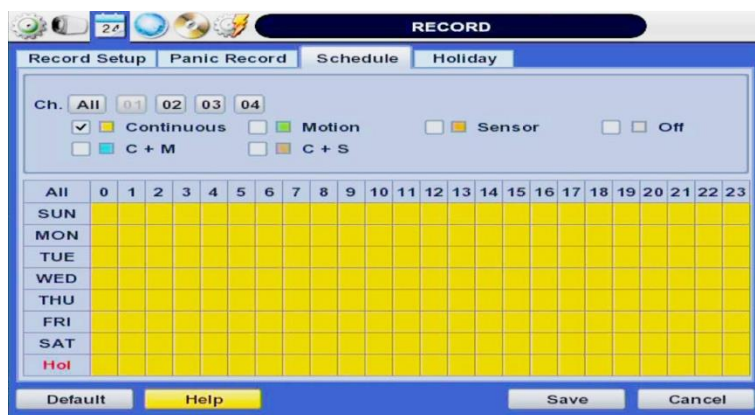 24
RECORD
Record Setup Panic Record Schedule Holiday
Ch. All 01 02 03 04
Continuous Motion Sensor Off
C + M C + S
All 0 1 2 3 4 5 6 7 8 9 10 11 12 13 14 15 16 17 18 19 20 21 22 23
SUN
MON
TUE
WED
THU
FRI
SAT
Hol
Default Help Save Cancel